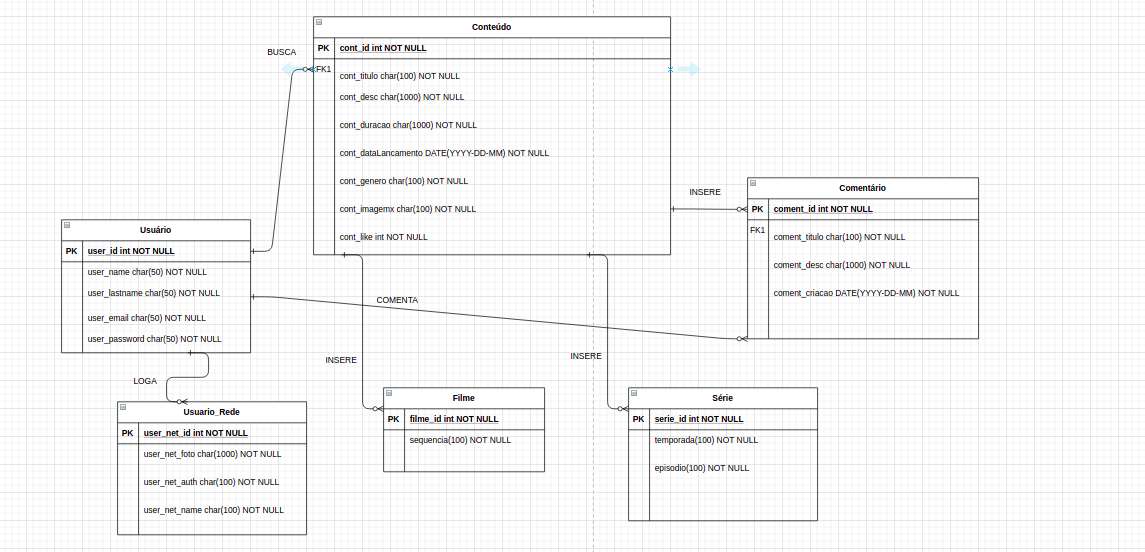 Conteúdo
PK cont_id int NOT NULL
BUSCA
FK1
cont_titulo char(100) NOT NULL
cont_desc char(1000) NOT NULL
cont_duracao char(1000) NOT NULL
cont_dataLancamento DATE(YYYY-DD-MM) NOT NULL
cont_genero char(100) NOT NULL
cont_imagemx char(100) NOT NULL
cont_like int NOT NULL
INSERE
Comentário
PK coment_id int NOT NULL
FK1
coment_titulo char(100) NOT NULL
coment_desc char(1000) NOT NULL
coment_criacao DATE(YYYY-DD-MM) NOT NULL
Usuário
PK user_id int NOT NULL
user_name char(50) NOT NULL
user_lastname char(50) NOT NULL
user_email char(50) NOT NULL
user_password char(50) NOT NULL
COMENTA
INSERE
INSERE
LOGA
Usuario_Rede
PK user_net_id int NOT NULL
user_net_foto char(1000) NOT NULL
user_net_auth char(100) NOT NULL
user_net_name char(100) NOT NULL
Filme
PK filme_id int NOT NULL
sequencia(100) NOT NULL
Série
PK serie_id int NOT NULL
temporada(100) NOT NULL
episodio(100) NOT NULL